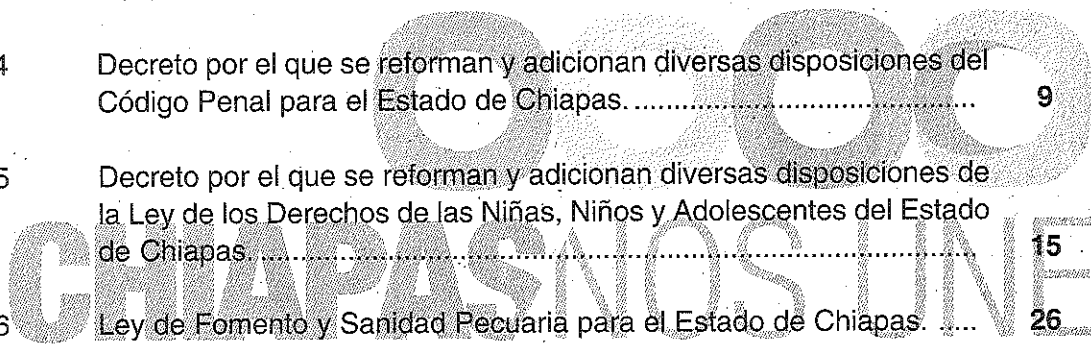 4 Decreto por el que se reforman y adicionan diversas disposiciones del
Código Penal para el Estado de Chiapas. ............................................ 9
5 Decreto por el que se reforman y adicionan diversas disposiciones de
la Ley de los Derechos de las Niñas, Niños y Adolescentes del Estado
de Chiapas. .......................................................................................... 15
6 Ley de Fomento y Sanidad Pecuaria para el Estado de Chiapas. ..... 26
CHIAPASNOS UNE